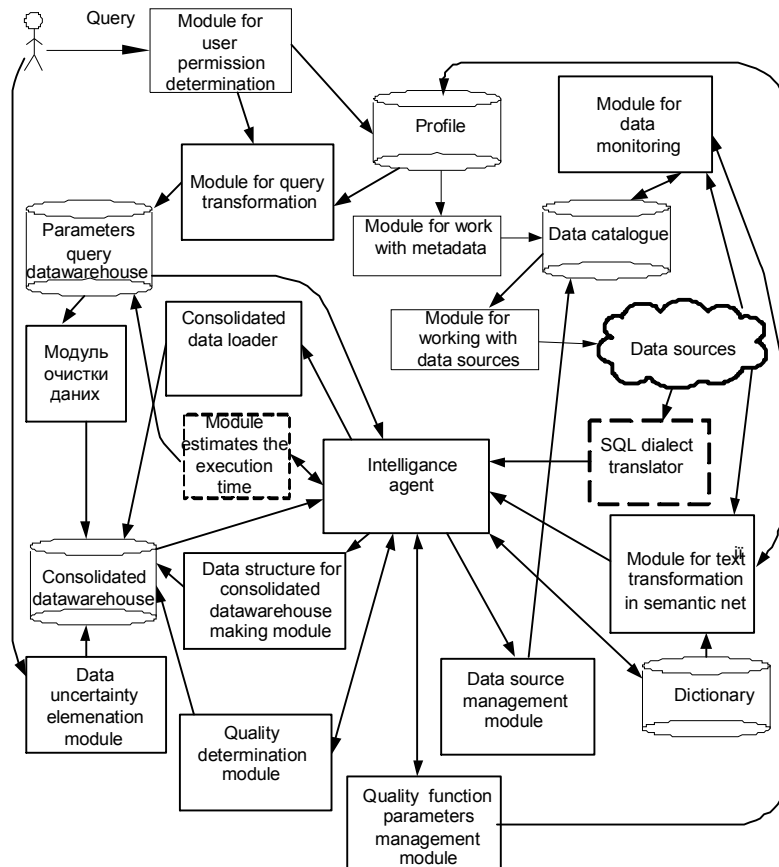 Query
Module for
user
permission
determination
Profile
Module for
data
monitoring
Module for query
transformation
Parameters
query
datawarehouse
Module for work
with metadata
Data catalogue
Consolidated
data loader
Module for
working with
data sources
Data sources
Модуль
очистки
даних
Module
estimates the
execution
time
Intelligance
agent
SQL dialect
translator
Consolidated
datawarehouse
Data structure for
consolidated
datawarehouse
making module
Module for text
transformation
in semantic net
Data
uncertainty
elemenation
module
Quality
determination
module
Data source
management
module
Dictionary
Quality function
parameters
management
module